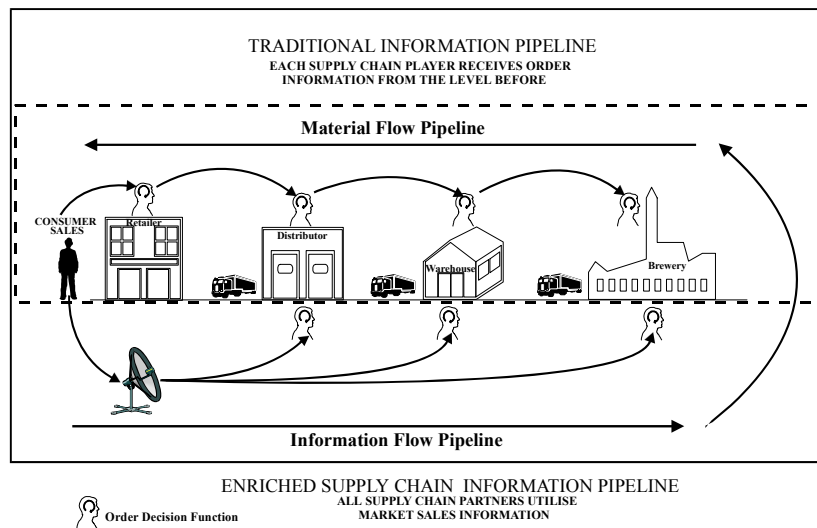 TRADITIONAL INFORMATION PIPELINE
EACH SUPPLY CHAIN PLAYER RECEIVES ORDER
INFORMATION FROM THE LEVEL BEFORE
Material Flow Pipeline
CONSUMER
SALES
Retailer
Distributor
Warehouse
Brewery
Information Flow Pipeline
ENRICHED SUPPLY CHAIN INFORMATION PIPELINE
ALL SUPPLY CHAIN PARTNERS UTILISE
MARKET SALES INFORMATION
Order Decision Function